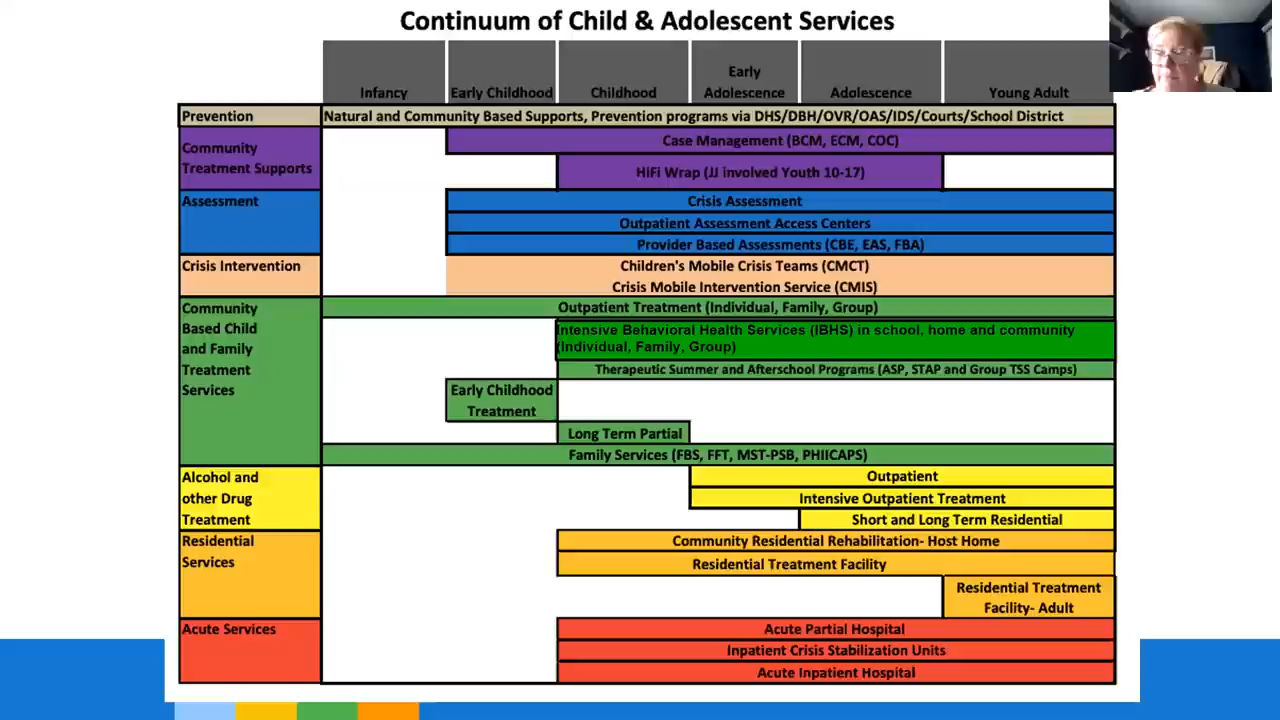 Continuum of Child & Adolescent Services
Infancy
Early Childhood
Childhood
Early
Adolescence
Adolescence
Young Adult
Prevention
Natural and Community Based Supports, Prevention programs via DHS/DBH/OVR/OAS/IDS/Courts/School District
Community
Treatment Supports
Case Management (BCM, ECM, COC)
HiFi Wrap (JJ involved Youth 10-17)
Assessment
Crisis Assessment
Outpatient Assessment Access Centers
Provider Based Assessments (CBE, EAS, FBA)
Crisis Intervention
Children's Mobile Crisis Teams (CMCT)
Crisis Mobile Intervention Service (CMIS)
Community
Based Child
and Family
Treatment
Services
Outpatient Treatment (Individual, Family, Group)
Intensive Behavioral Health Services (IBHS) in school, home and community
(Individual, Family, Group)
Therapeutic Summer and Afterschool Programs (ASP, STAP and Group TSS Camps)
Early Childhood
Treatment
Long Term Partial
Family Services (FBS, FFT, MST-PSB, PHIICAPS)
Alcohol and
other Drug
Treatment
Outpatient
Intensive Outpatient Treatment
Short and Long Term Residential
Residential
Services
Community Residential Rehabilitation- Host Home
Residential Treatment Facility
Residential Treatment
Facility- Adult
Acute Services
Acute Partial Hospital
Inpatient Crisis Stabilization Units
Acute Inpatient Hospital